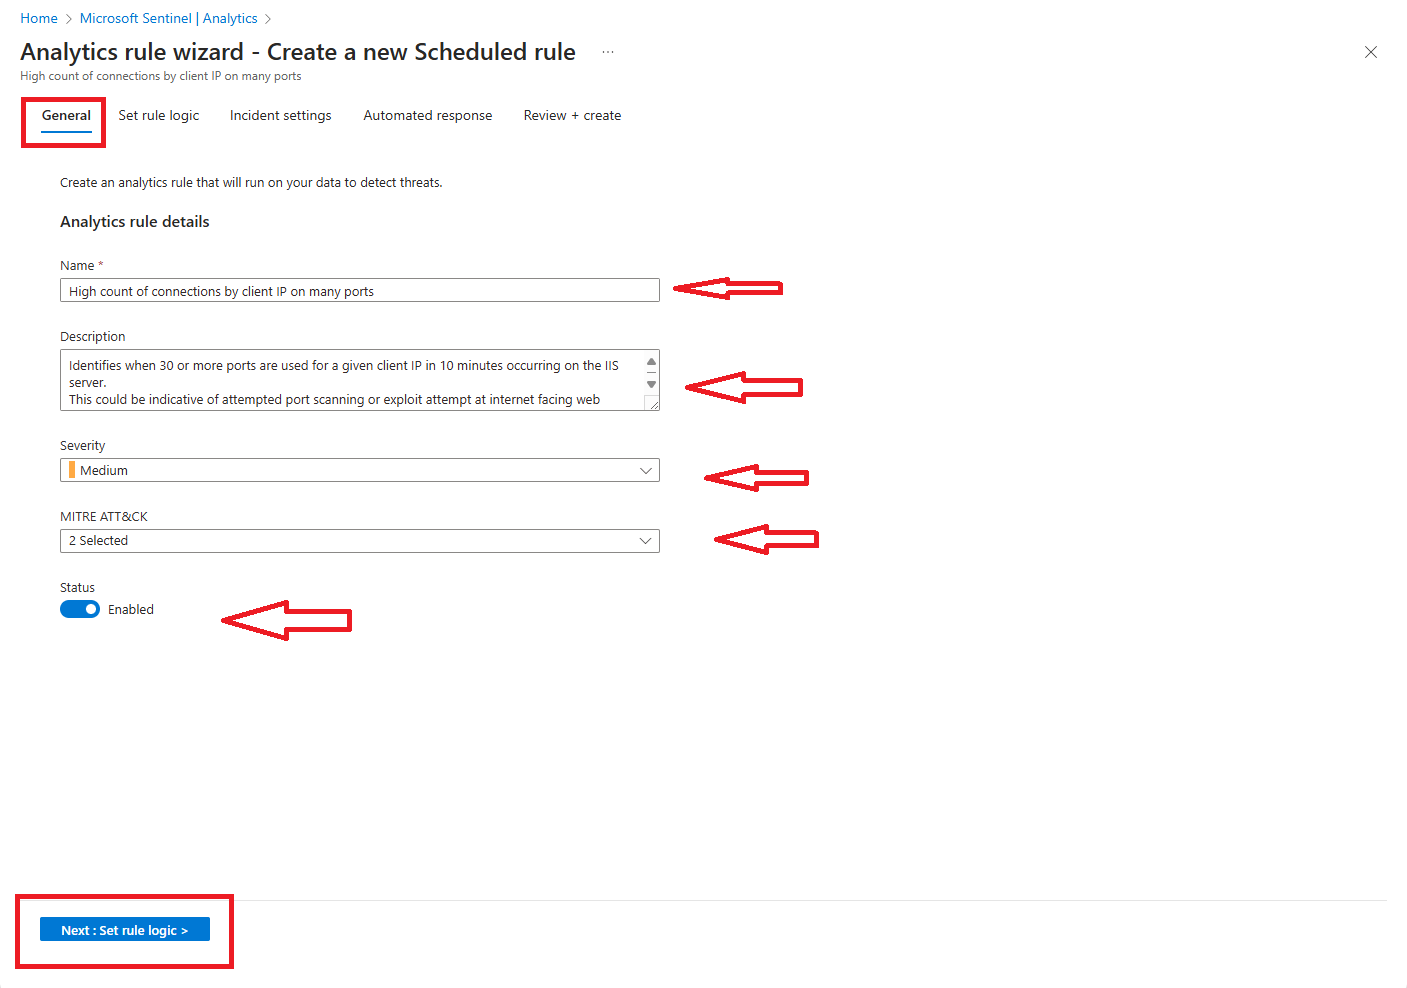 Home > Microsoft Sentinel | Analytics >
Analytics rule wizard - Create a new Scheduled rule ...
High count of connections by client IP on many ports
General Set rule logic Incident settings Automated response Review + create
Create an analytics rule that will run on your data to detect threats.
Analytics rule details
Name *
High count of connections by client IP on many ports
Description
Identifies when 30 or more ports are used for a given client IP in 10 minutes occurring on the IIS
server.
This could be indicative of attempted port scanning or exploit attempt at internet facing web
Severity
Medium
MITRE ATT&CK
2 Selected
Status
Enabled
Next : Set rule logic >